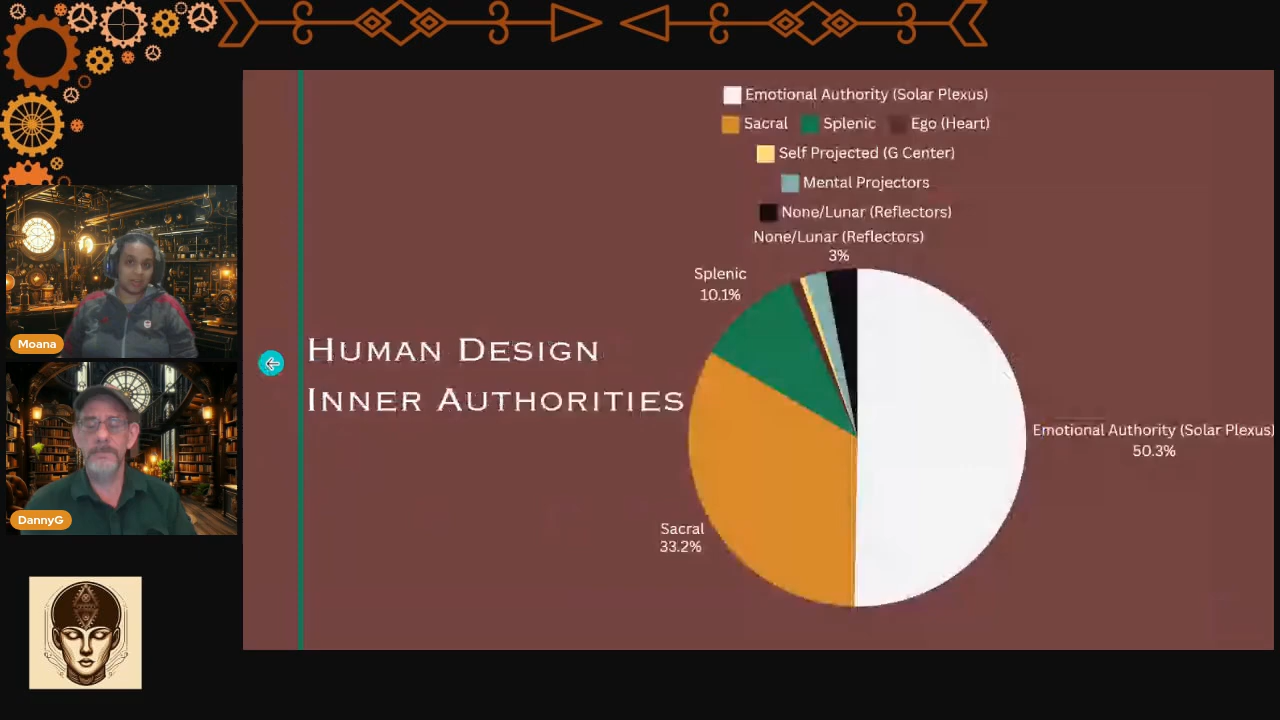 Emotional Authority (Solar Plexus)
Sacral Splenic Ego (Heart)
Self Projected (G Center)
Mental Projectors
None/Lunar (Reflectors)
None/Lunar (Reflectors)
3%
Splenic
10.1%
Moana
HUMAN DESIGN
INNER AUTHORITIES
Emotional Authority (Solar Plexus)
50.3%
DannyG
Sacral
33.2%